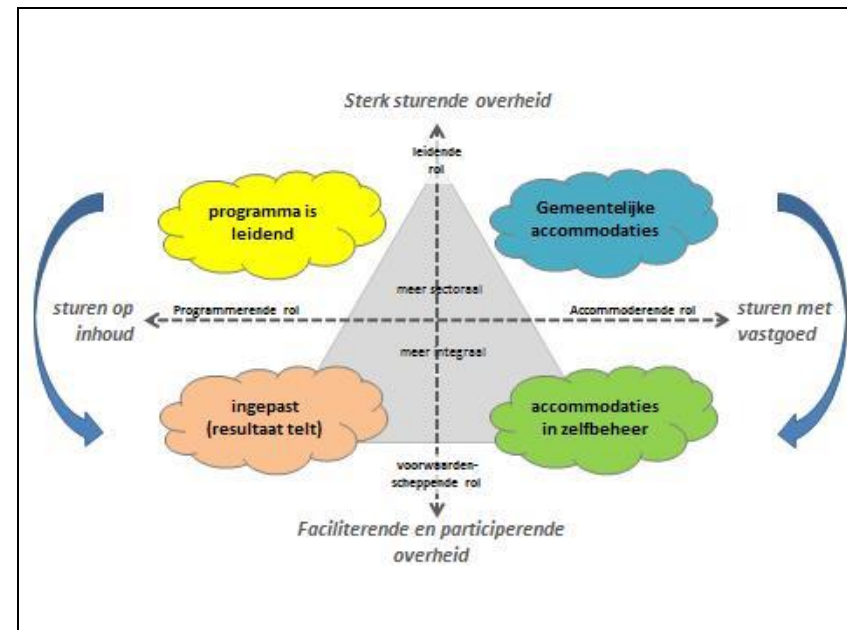 Sterk sturende overheid
leidende
rol
programma is
leidend
Gemeentelijke
accommodaties
meer sectoraal
sturen op
inhoud
Programmerende rol
Accommoderende rol
sturen met
vastgoed
meer integraal
ingepast
(resultaat telt)
accommodaties
in zelfbeheer
voorwaarden-
scheppende rol
Faciliterende en participerende
overheid